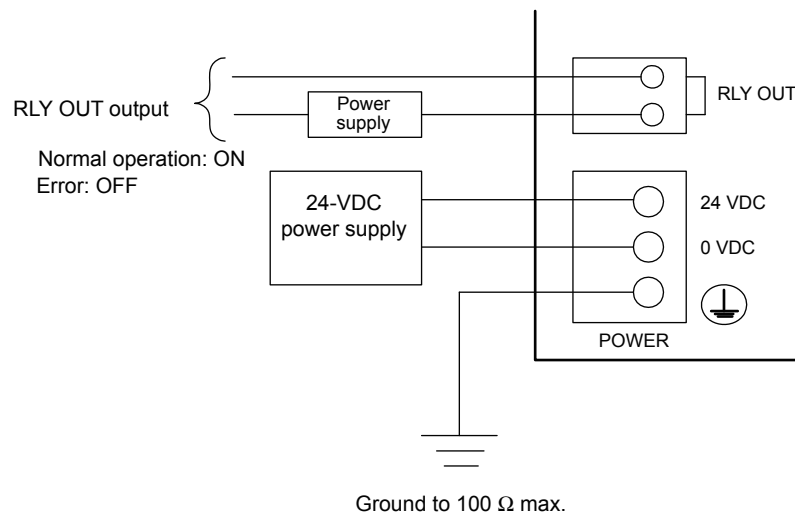 RLY OUT output
Power
supply
RLY OUT
Normal operation: ON
Error: OFF
24-VDC
power supply
24 VDC
0 VDC
POWER
Ground to 100 Ω max.